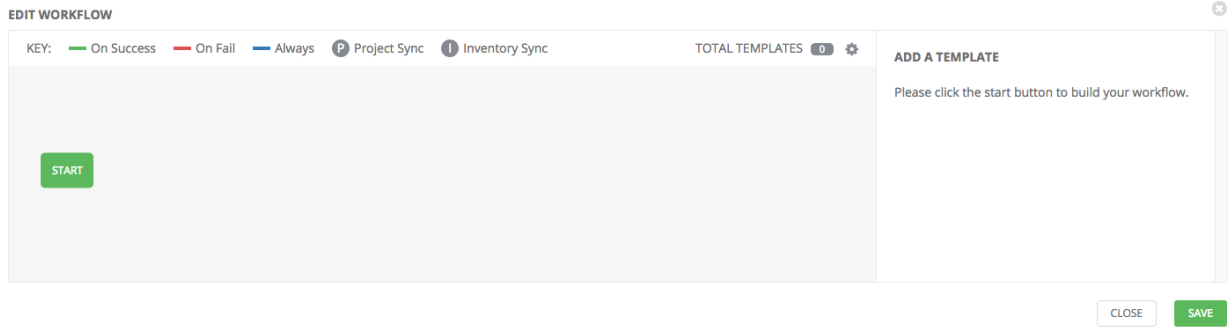 EDIT WORKFLOW
KEY: On Success On Fail Always P Project Sync I Inventory Sync TOTAL TEMPLATES 0
ADD A TEMPLATE
Please click the start button to build your workflow.
START
CLOSE SAVE